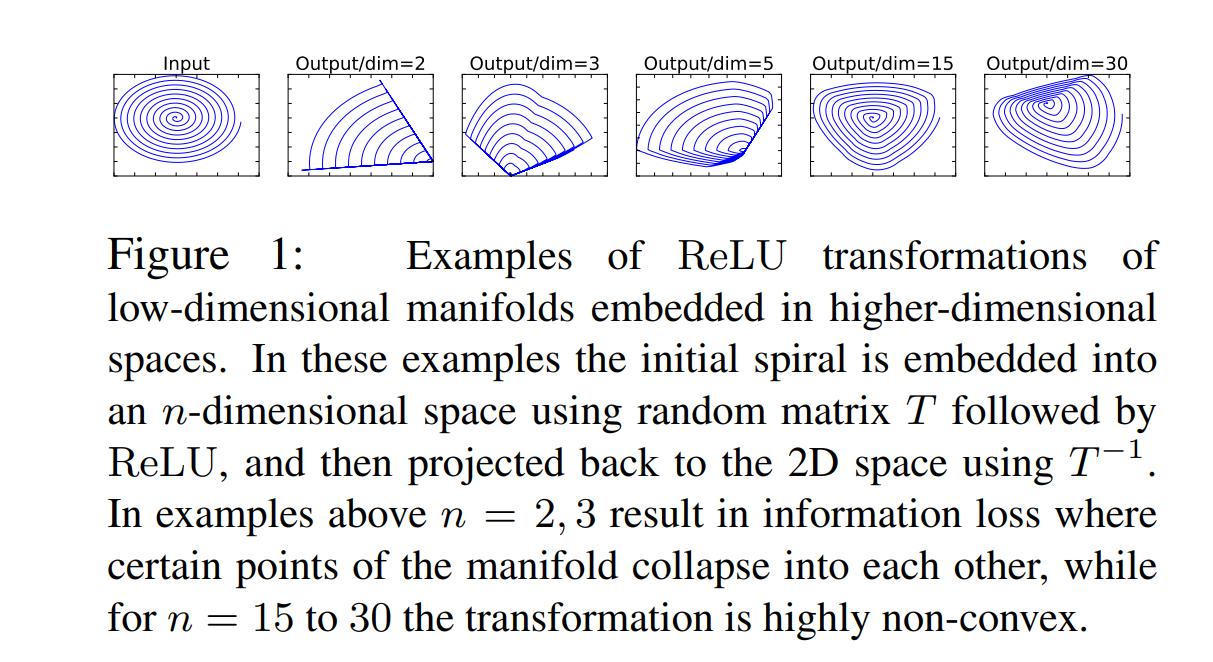 Input Output/dim=2 Output/dim=3 Output/dim=5 Output/dim=15 Output/dim=30
Figure 1: Examples of ReLU transformations of
low-dimensional manifolds embedded in higher-dimensional
spaces. In these examples the initial spiral is embedded into
an n-dimensional space using random matrix T followed by
ReLU, and then projected back to the 2D space using T⁻¹.
In examples above n = 2, 3 result in information loss where
certain points of the manifold collapse into each other, while
for n = 15 to 30 the transformation is highly non-convex.